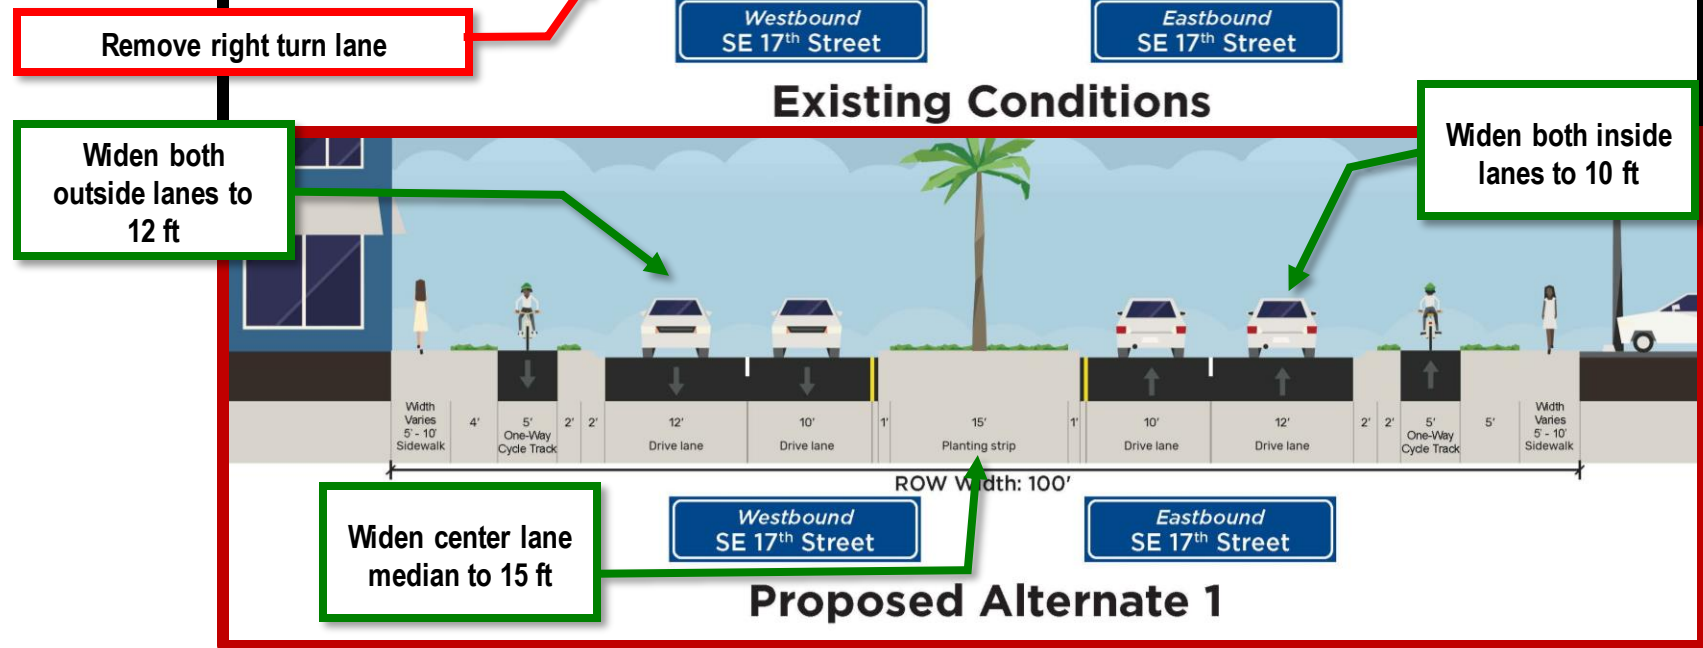 Remove right turn lane
Westbound
SE 17th Street
Eastbound
SE 17th Street
Existing Conditions
Widen both
outside lanes to
12 ft
Widen both inside
lanes to 10 ft
Width
Varies
5' - 10'
Sidewalk
4'
5'
One-Way
Cycle Track
2'
2'
12'
Drive lane
10'
Drive lane
1'
15'
Planting strip
1'
10'
Drive lane
12'
Drive lane
2'
2'
5'
One-Way
Cycle Track
5'
Width
Varies
5' - 10'
Sidewalk
ROW Width: 100'
Widen center lane
median to 15 ft
Westbound
SE 17th Street
Eastbound
SE 17th Street
Proposed Alternate 1